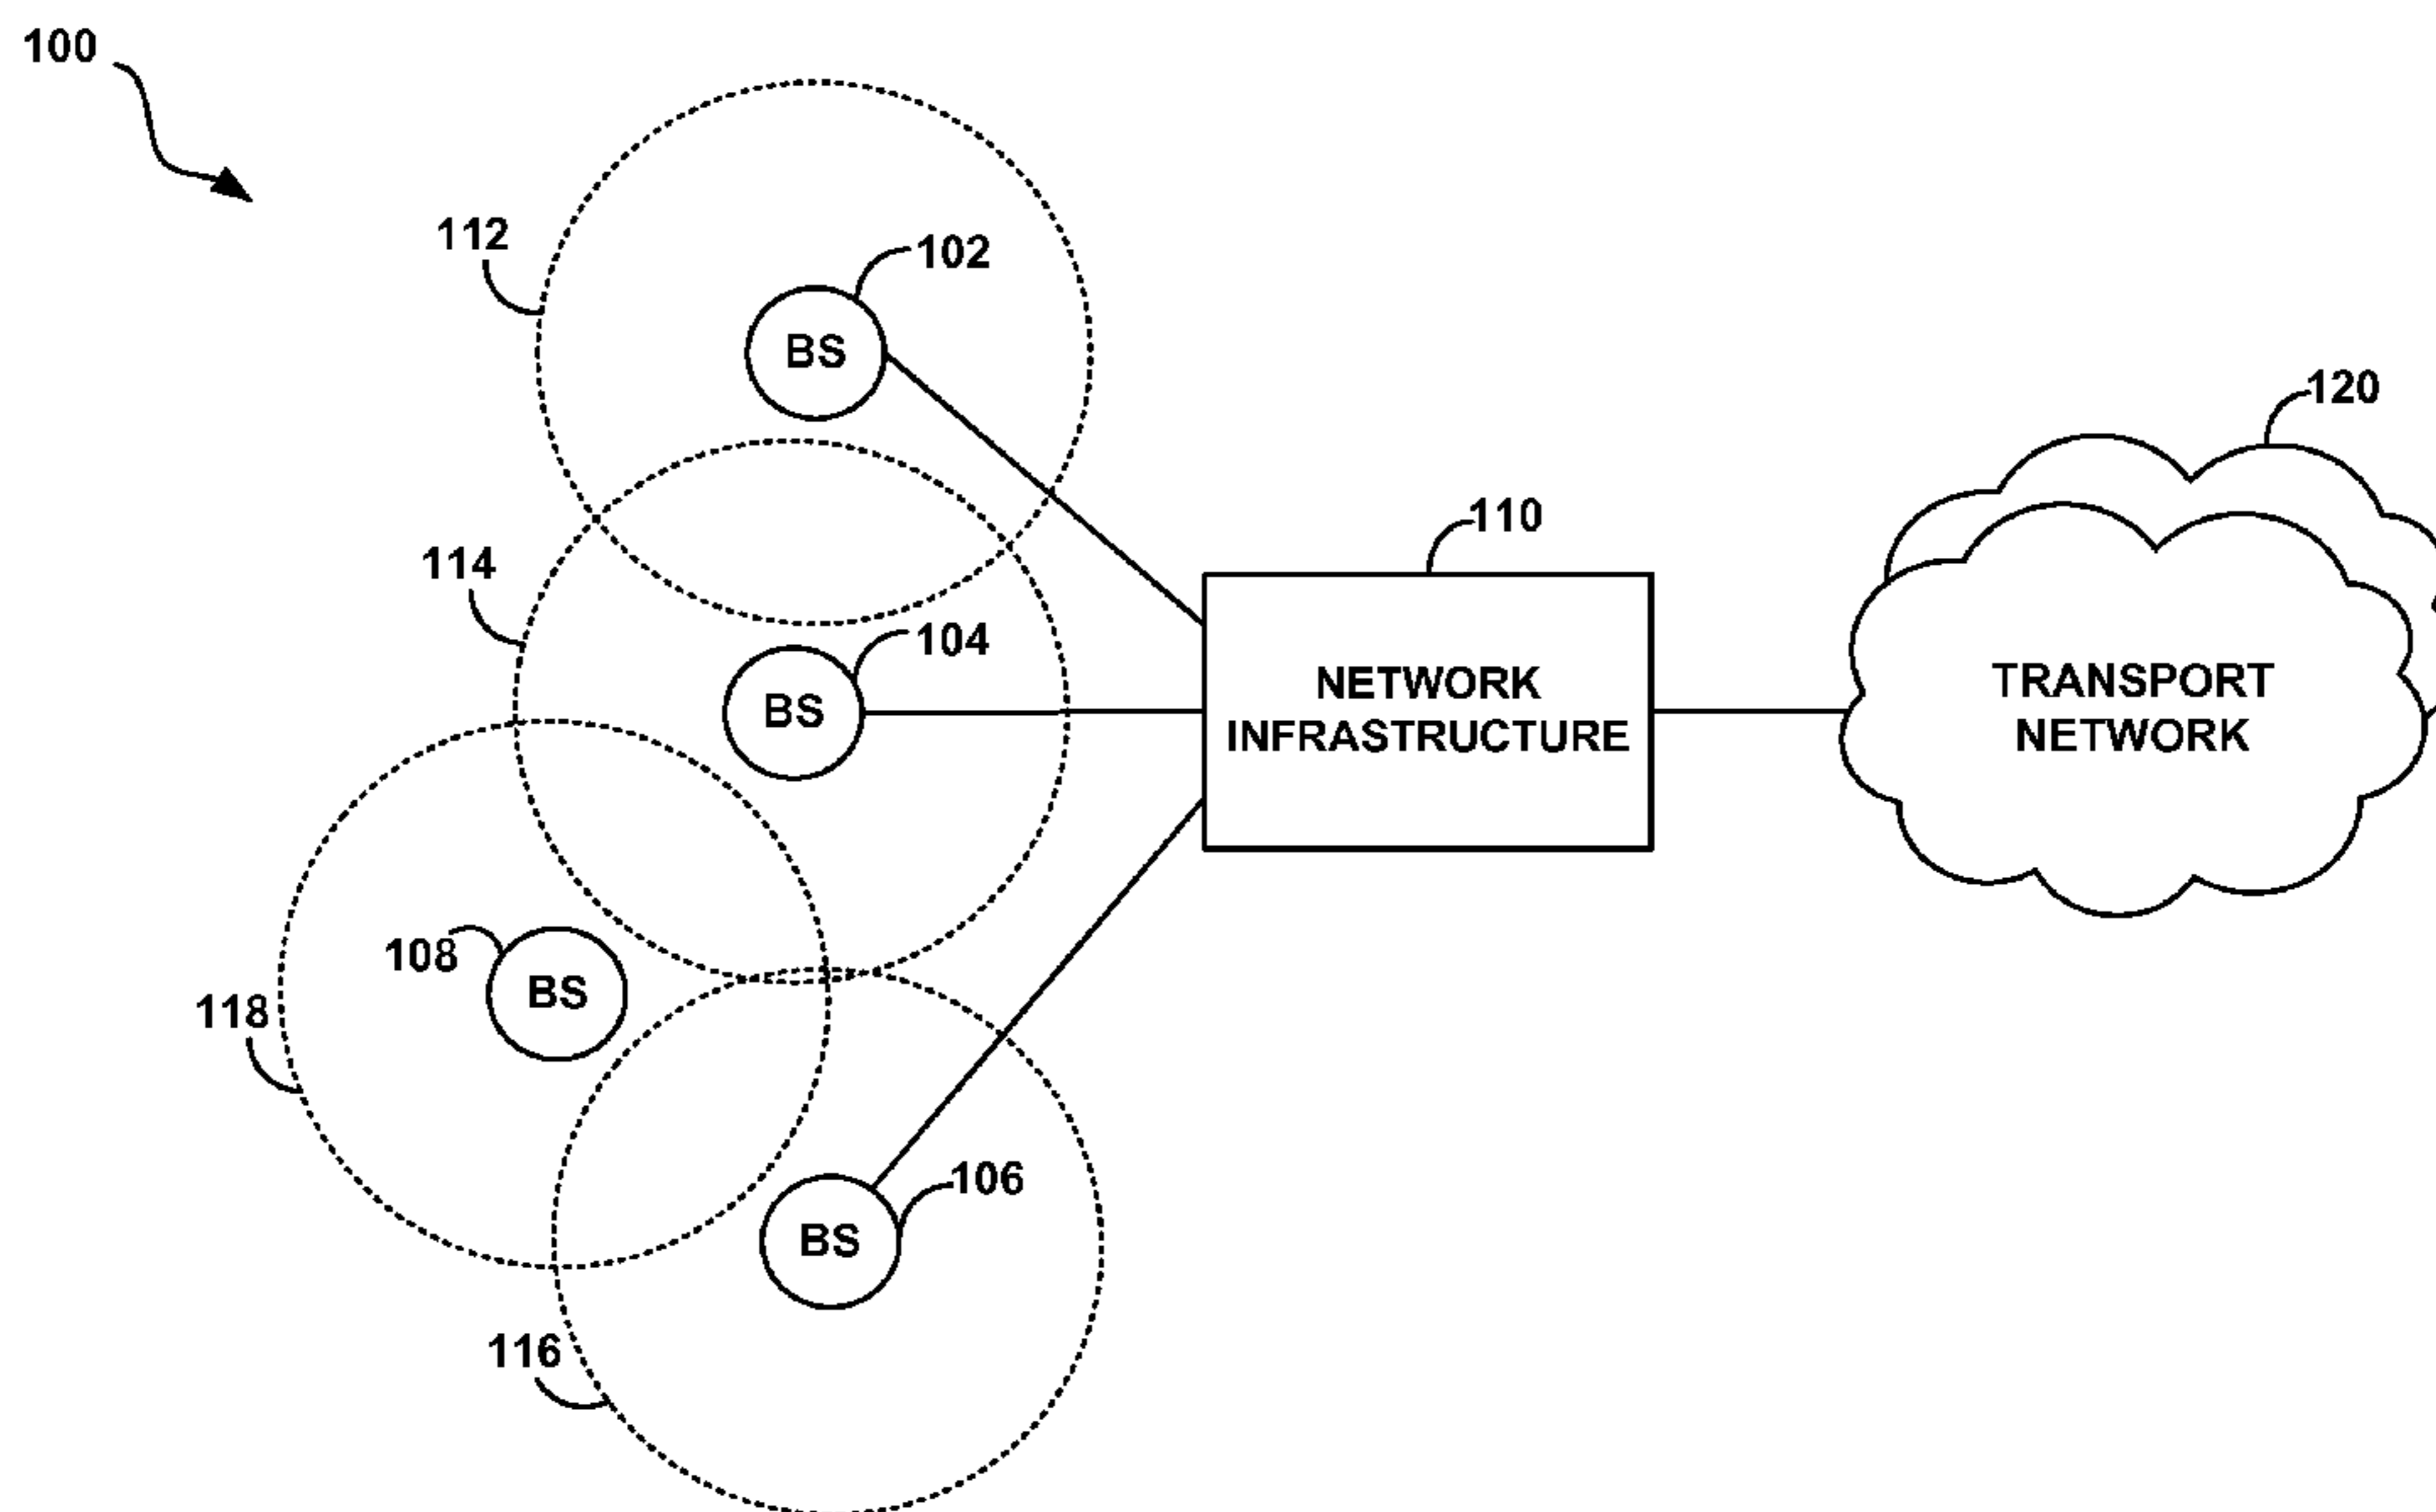 100
112
102
BS
120
110
114
104
BS
NETWORK
INFRASTRUCTURE
TRANSPORT
NETWORK
108
BS
118
106
BS
116